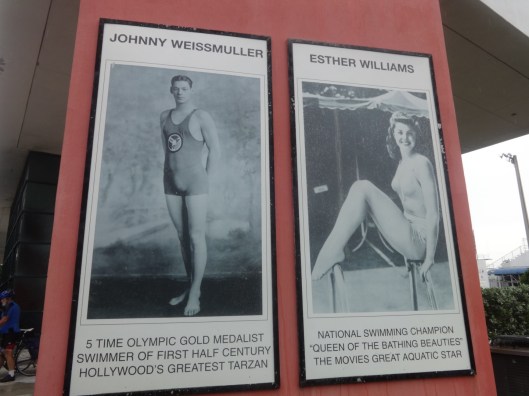 JOHNNY WEISSMULLER
5 TIME OLYMPIC GOLD MEDALIST
SWIMMER OF FIRST HALF CENTURY
HOLLYWOOD'S GREATEST TARZAN
ESTHER WILLIAMS
NATIONAL SWIMMING CHAMPION
"QUEEN OF THE BATHING BEAUTIES"
THE MOVIES GREAT AQUATIC STAR